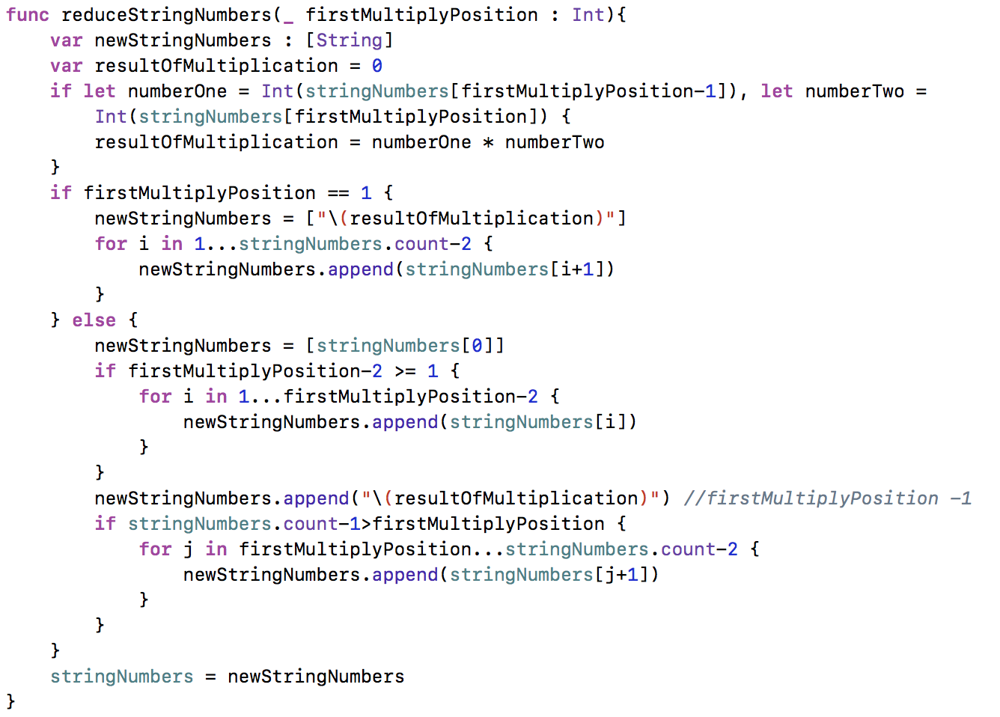 func reduceStringNumbers(_ firstMultiplyPosition : Int){
    var newStringNumbers : [String]
    var resultOfMultiplication = 0
    if let numberOne = Int(stringNumbers[firstMultiplyPosition-1]), let numberTwo =
        Int(stringNumbers[firstMultiplyPosition]) {
        resultOfMultiplication = numberOne * numberTwo
    }
    if firstMultiplyPosition == 1 {
        newStringNumbers = ["\(resultOfMultiplication)"]
        for i in 1...stringNumbers.count-2 {
            newStringNumbers.append(stringNumbers[i+1])
        }
    } else {
        newStringNumbers = [stringNumbers[0]]
        if firstMultiplyPosition-2 >= 1 {
            for i in 1...firstMultiplyPosition-2 {
                newStringNumbers.append(stringNumbers[i])
            }
        }
        newStringNumbers.append("\(resultOfMultiplication)") //firstMultiplyPosition -1
        if stringNumbers.count-1>firstMultiplyPosition {
            for j in firstMultiplyPosition...stringNumbers.count-2 {
                newStringNumbers.append(stringNumbers[j+1])
            }
        }
    }
    stringNumbers = newStringNumbers
}